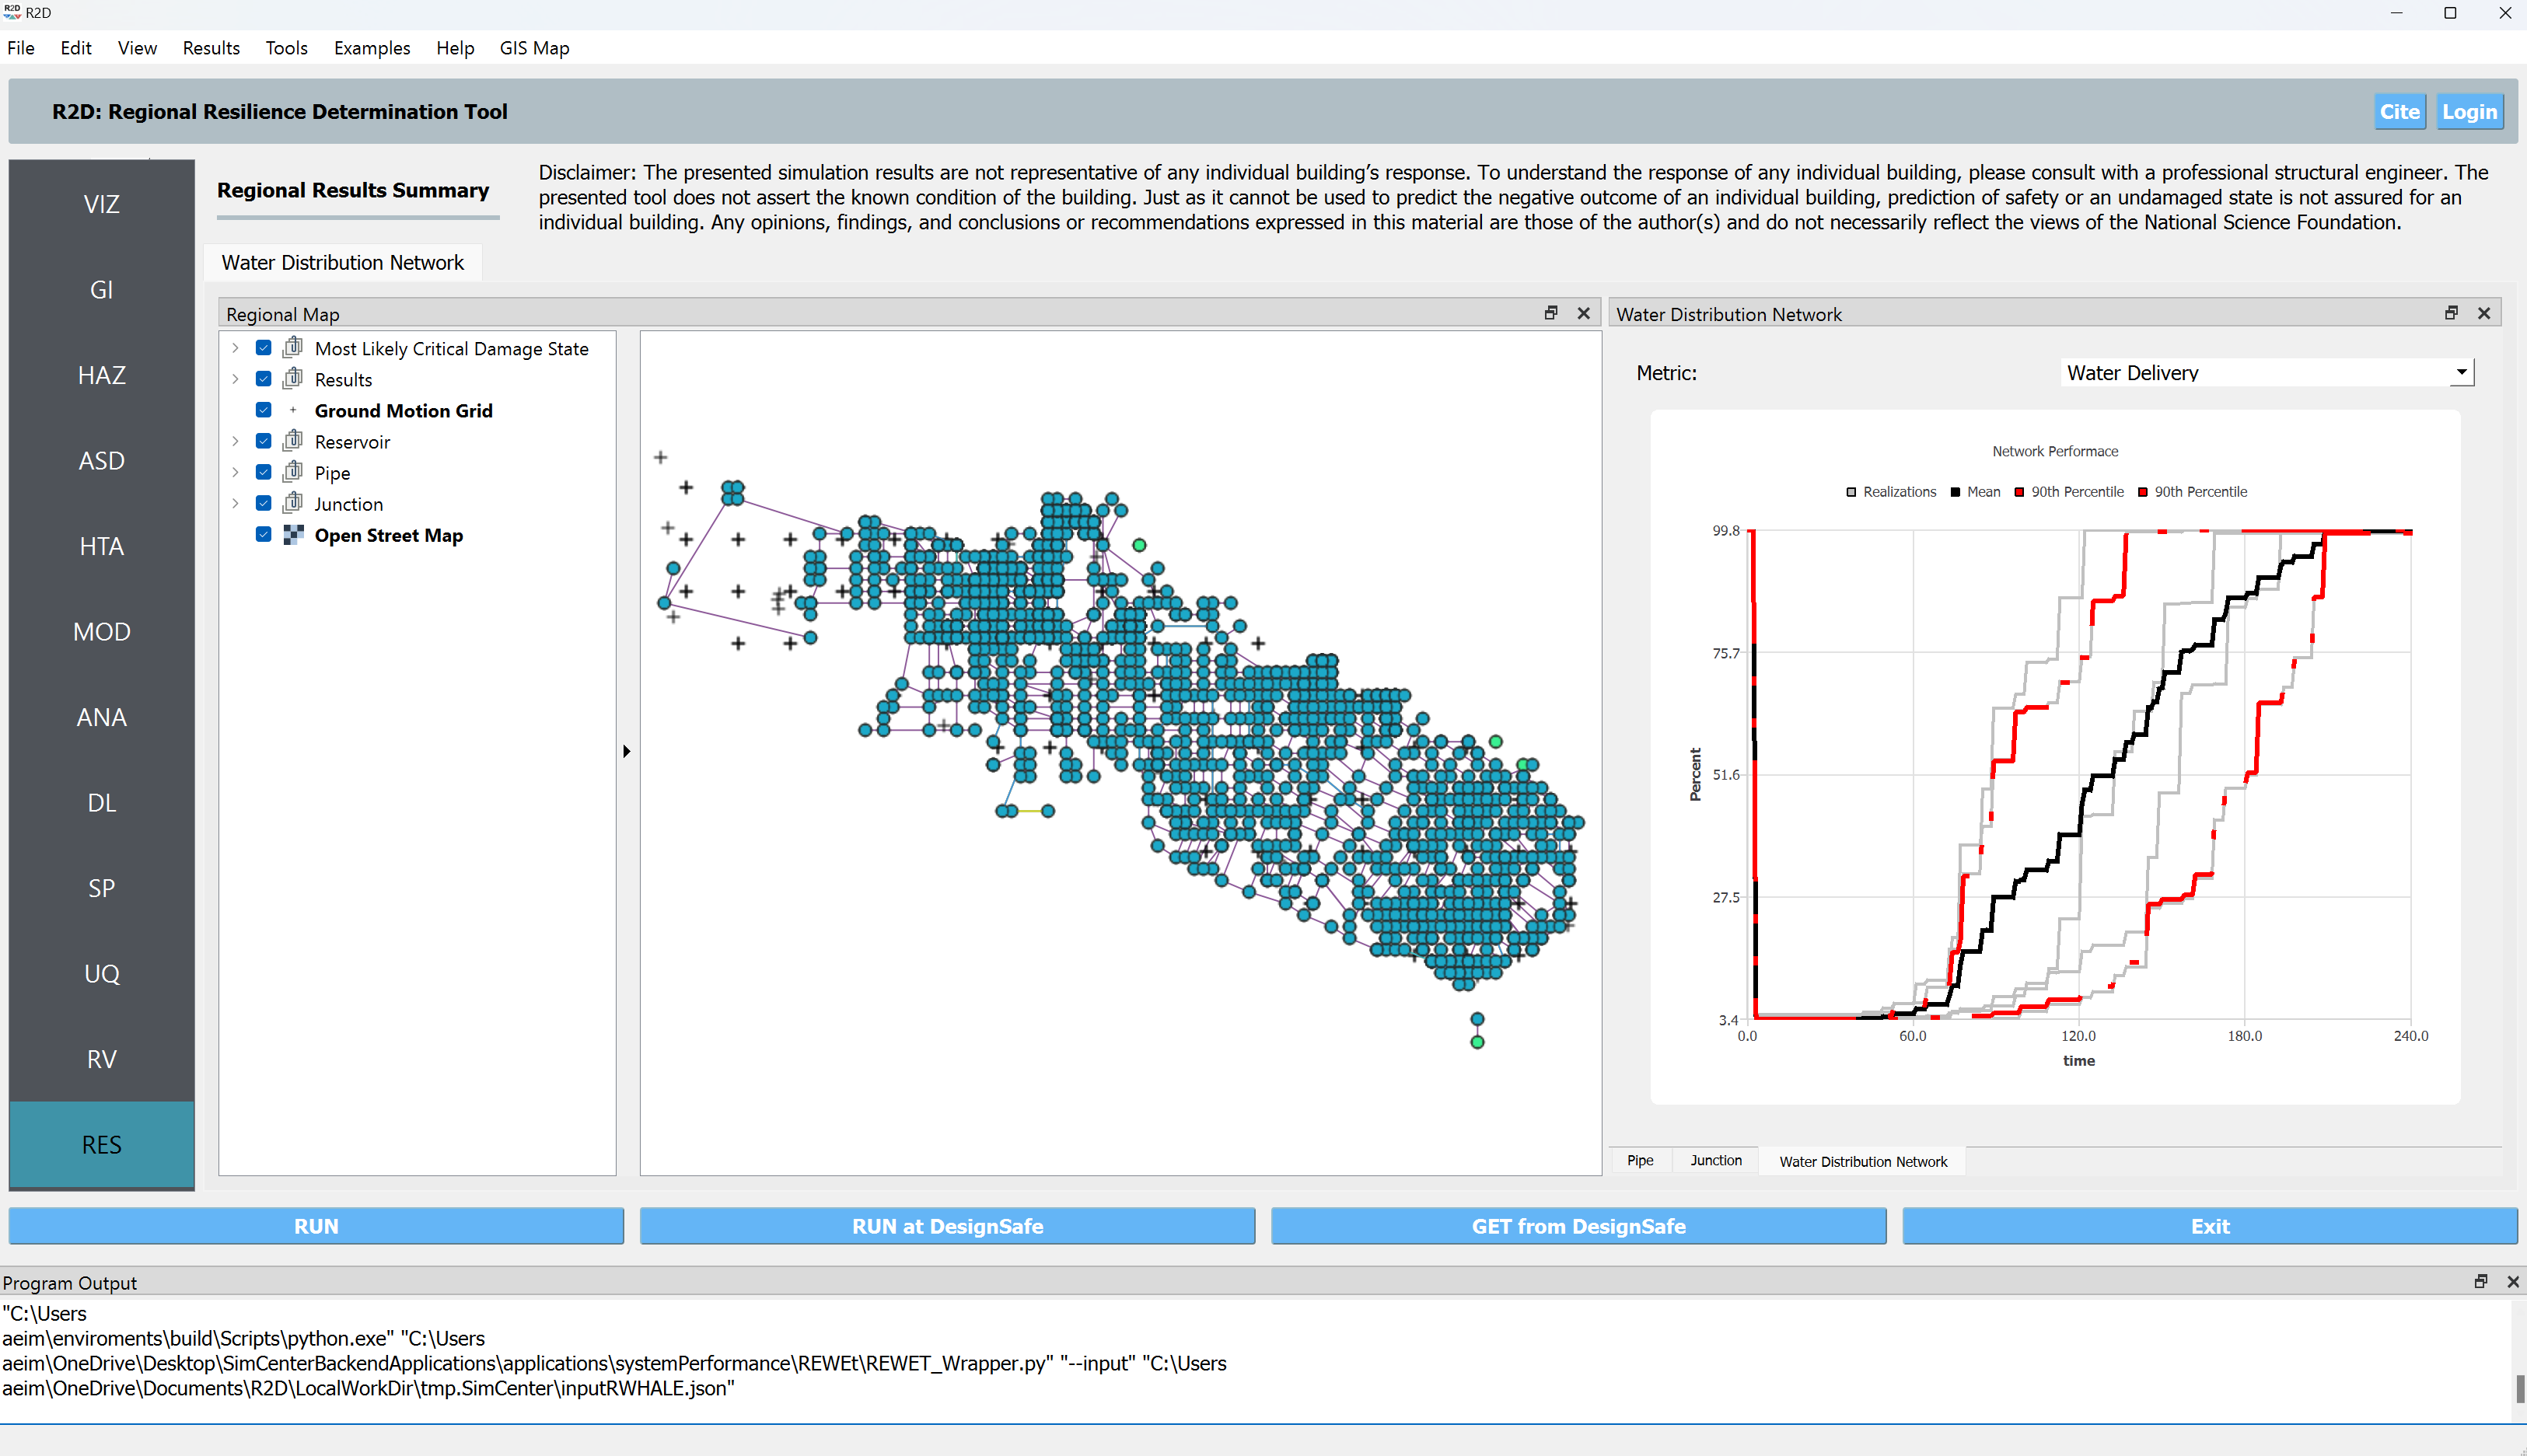 R2D R2D
File Edit View Results Tools Examples Help GIS Map
R2D: Regional Resilience Determination Tool
Cite Login
VIZ
GI
HAZ
ASD
HTA
MOD
ANA
DL
SP
UQ
RV
RES
Regional Results Summary
Disclaimer: The presented simulation results are not representative of any individual building's response. To understand the response of any individual building, please consult with a professional structural engineer. The
presented tool does not assert the known condition of the building. Just as it cannot be used to predict the negative outcome of an individual building, prediction of safety or an undamaged state is not assured for an
individual building. Any opinions, findings, and conclusions or recommendations expressed in this material are those of the author(s) and do not necessarily reflect the views of the National Science Foundation.
Water Distribution Network
Regional Map
Most Likely Critical Damage State
Results
Ground Motion Grid
Reservoir
Pipe
Junction
Open Street Map
Water Distribution Network
Metric: Water Delivery
Network Performace
Realizations Mean 90th Percentile 90th Percentile
99.8
75.7
51.6
27.5
3.4
Percent
0.0 60.0 120.0 180.0 240.0
time
Pipe Junction Water Distribution Network
RUN RUN at DesignSafe GET from DesignSafe Exit
Program Output
"C:\Users
aeim\enviroments\build\Scripts\python.exe" "C:\Users
aeim\OneDrive\Desktop\SimCenterBackendApplications\applications\systemPerformance\REWEt\REWET_Wrapper.py" "--input" "C:\Users
aeim\OneDrive\Documents\R2D\LocalWorkDir\tmp.SimCenter\inputRWHALE.json"